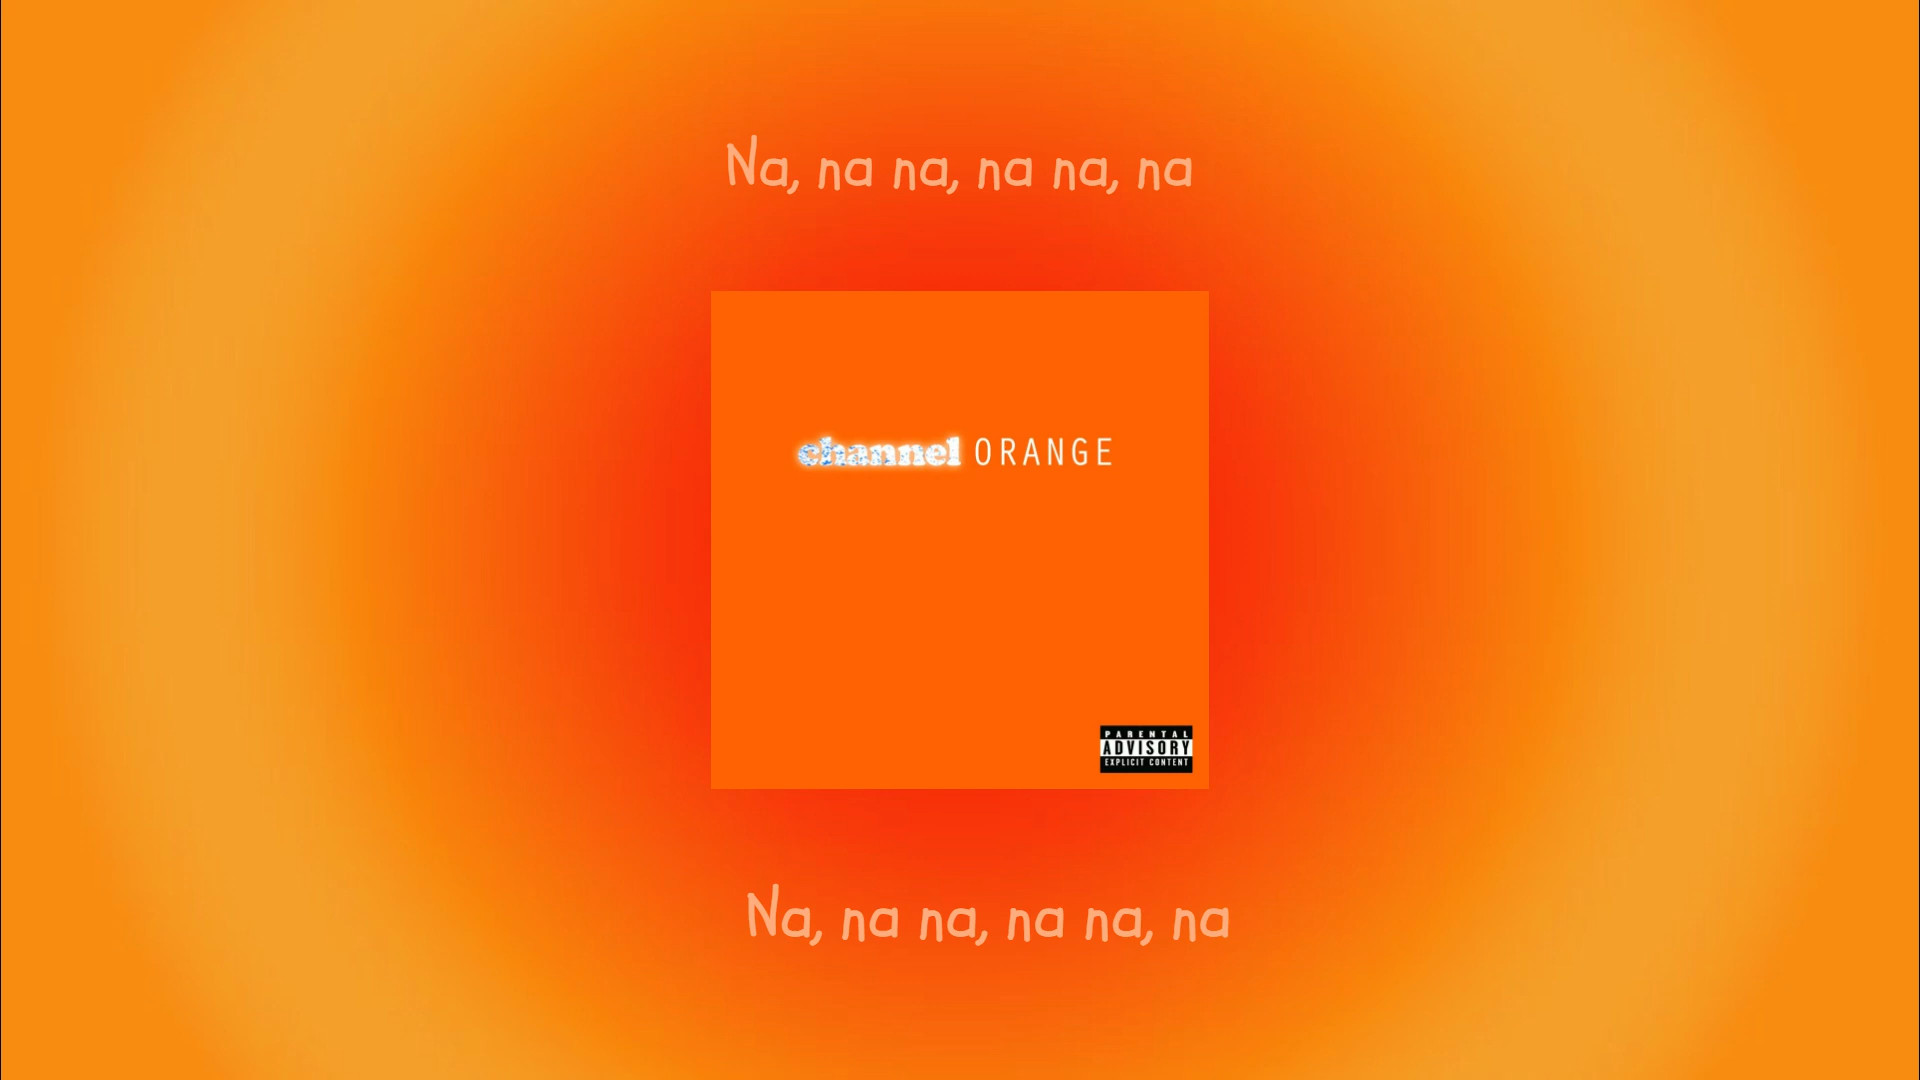 Na, na na, na na, na
channel ORANGE
PARENTAL
ADVISORY
EXPLICIT CONTENT
Na, na na, na na, na